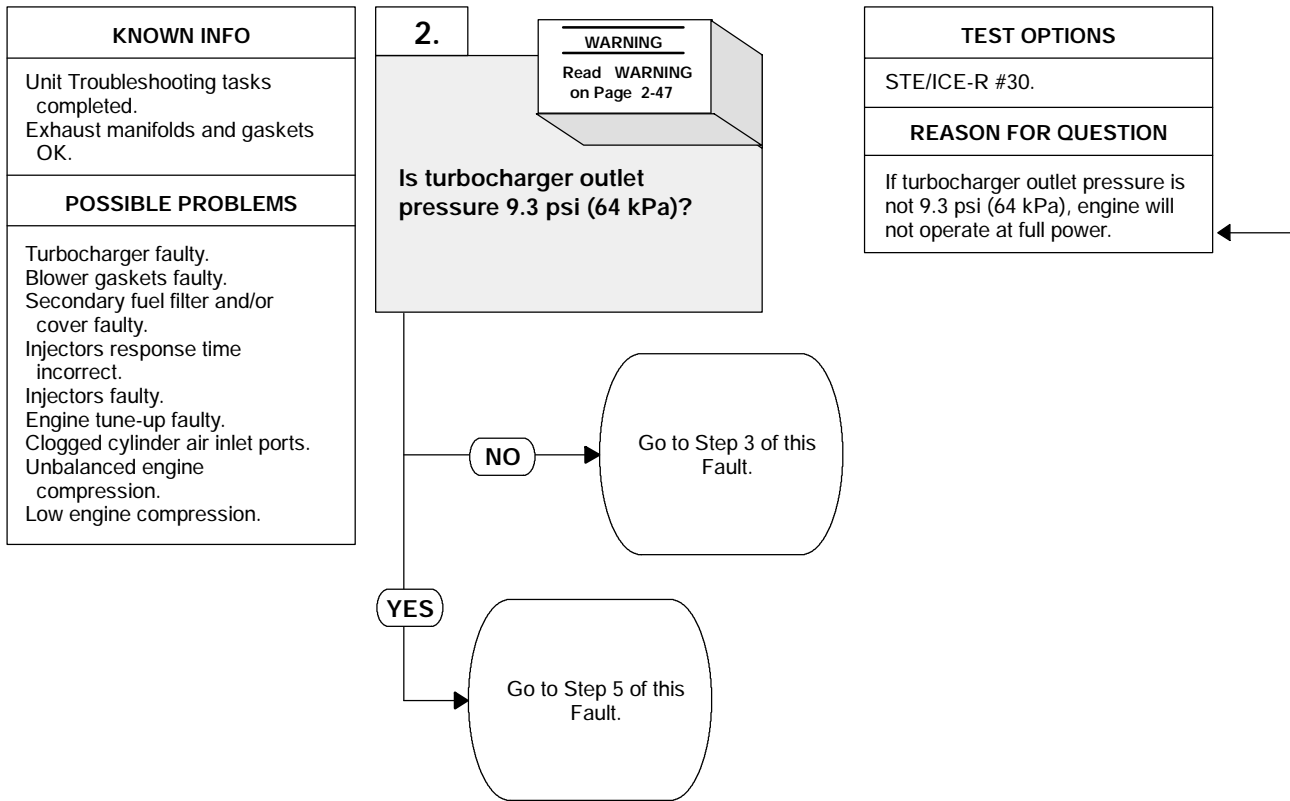 KNOWN INFO
Unit Troubleshooting tasks
completed.
Exhaust manifolds and gaskets
OK.
POSSIBLE PROBLEMS
Turbocharger faulty.
Blower gaskets faulty.
Secondary fuel filter and/or
cover faulty.
Injectors response time
incorrect.
Injectors faulty.
Engine tune-up faulty.
Clogged cylinder air inlet ports.
Unbalanced engine
compression.
Low engine compression.
2.
WARNING
Read WARNING
on Page 2-47
Is turbocharger outlet
pressure 9.3 psi (64 kPa)?
TEST OPTIONS
STE/ICE-R #30.
REASON FOR QUESTION
If turbocharger outlet pressure is
not 9.3 psi (64 kPa), engine will
not operate at full power.
NO
Go to Step 3 of this
Fault.
YES
Go to Step 5 of this
Fault.